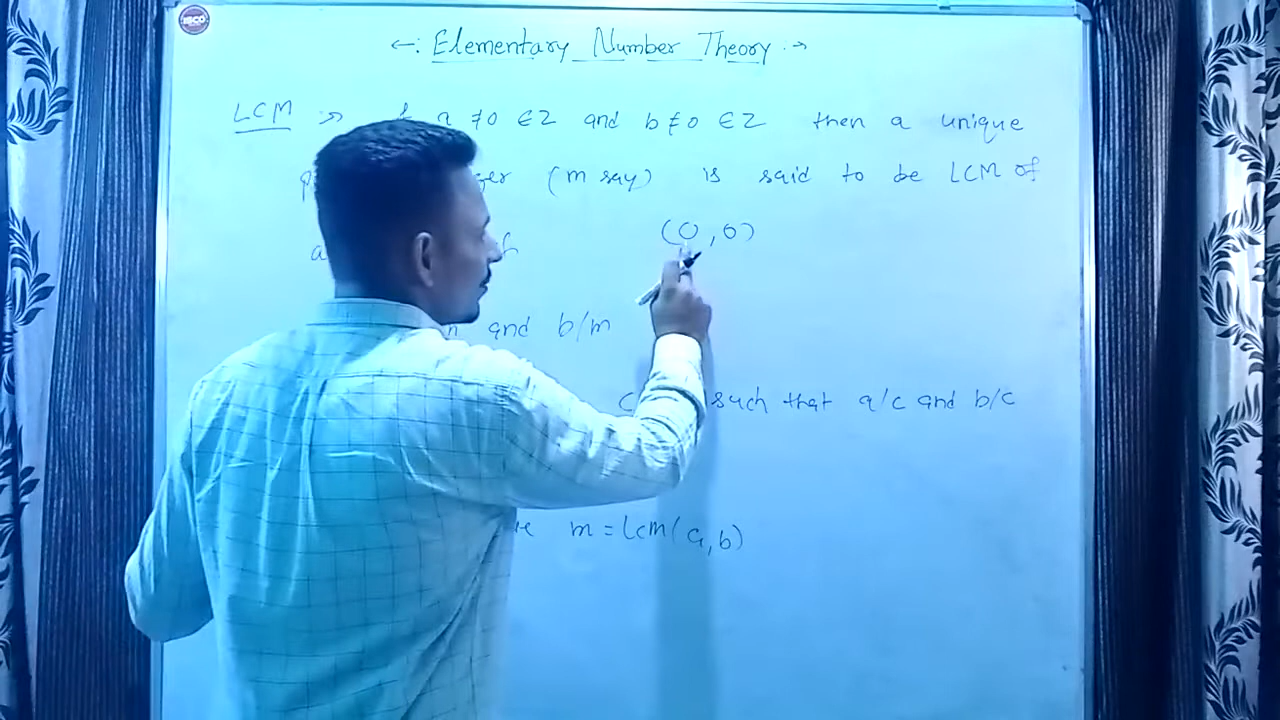 ←: Elementary Number Theory :→
LCM :→ a ≠0 ∈Z and b≠0 ∈Z then a unique
(m say) is said to be LCM of
(0,0)
and b/m
such that a/c and b/c
m = Lcm(a,b)